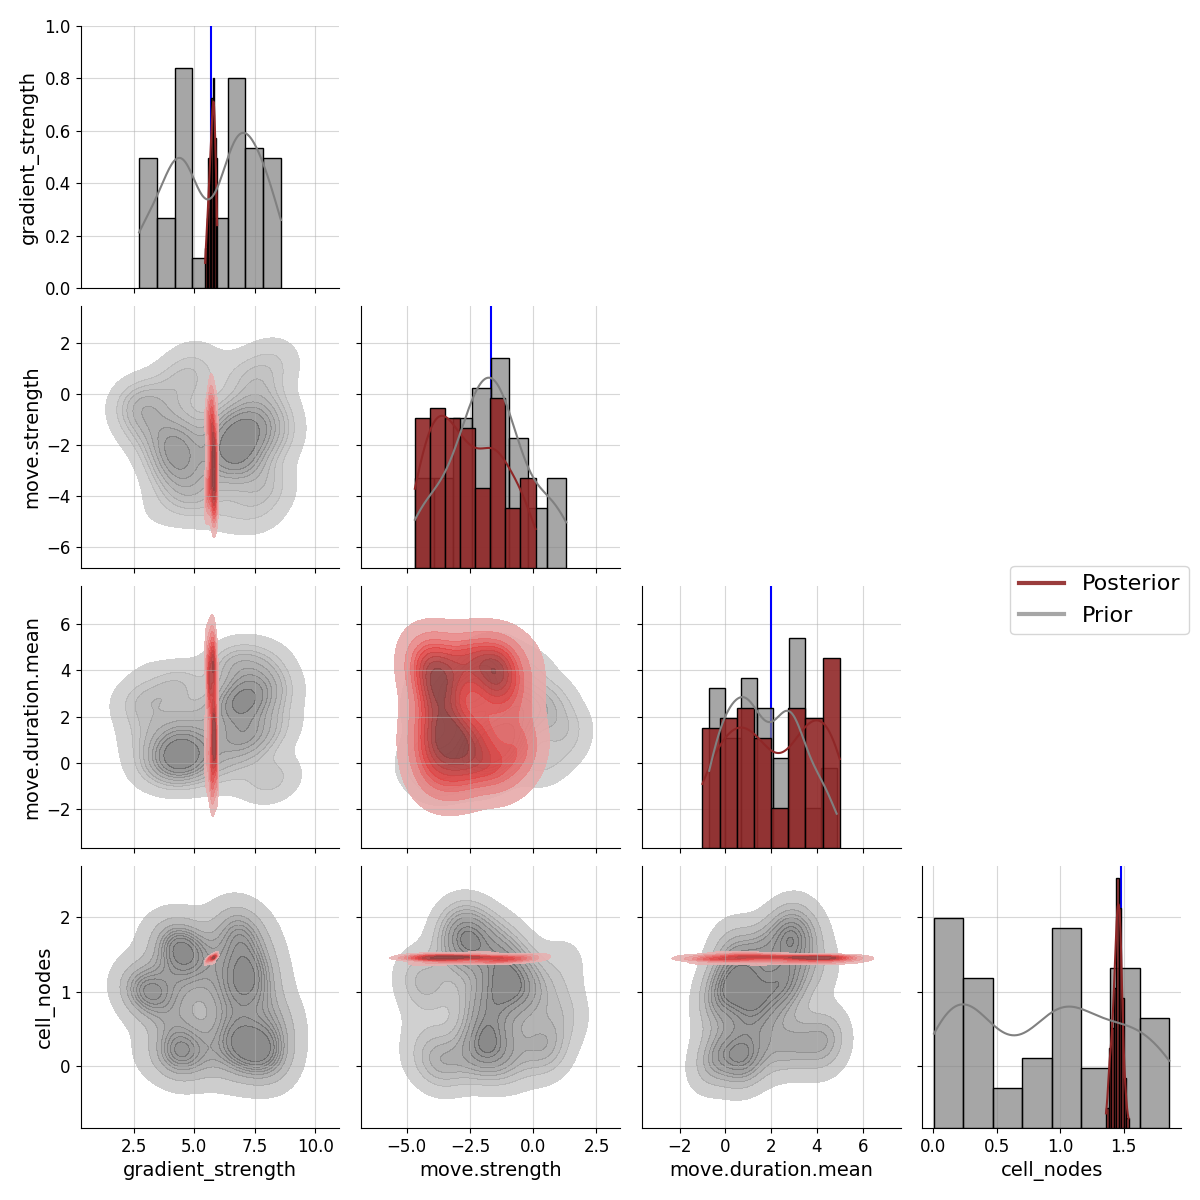 1.0
0.8
0.6
0.4
0.2
0.0
gradient_strength
2
0
−2
−4
−6
move.strength
6
4
2
0
−2
move.duration.mean
Posterior
Prior
2
1
0
cell_nodes
2.5 5.0 7.5 10.0
gradient_strength
−5.0 −2.5 0.0 2.5
move.strength
−2 0 2 4 6
move.duration.mean
0.0 0.5 1.0 1.5
cell_nodes